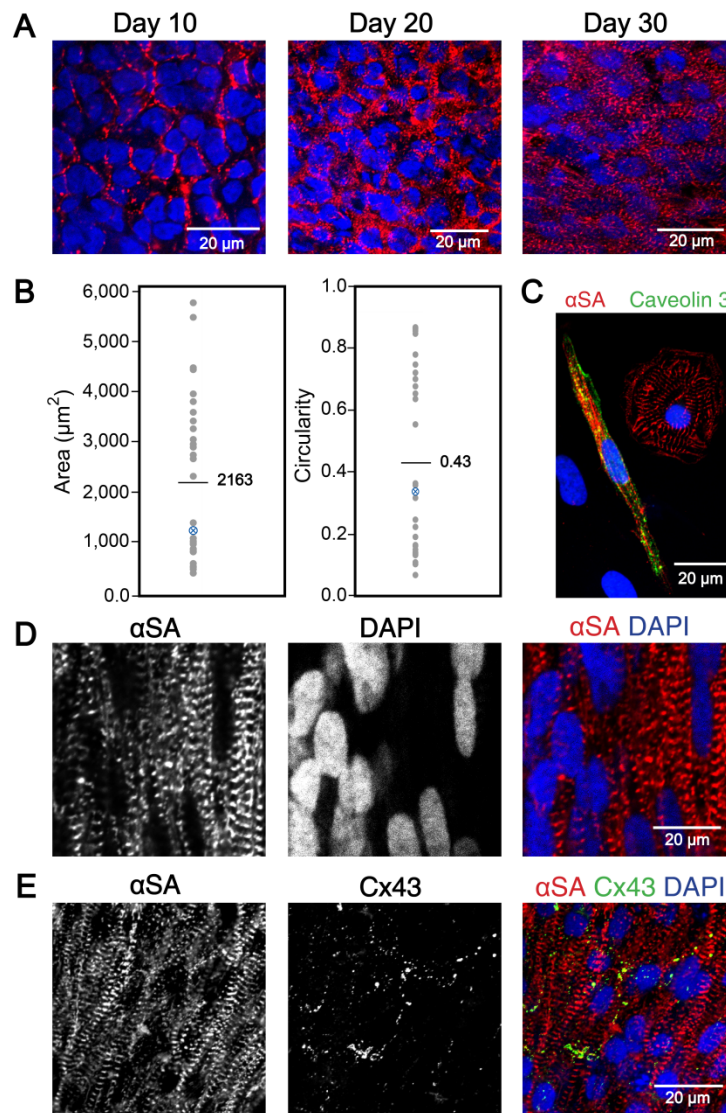 A
Day 10
Day 20
Day 30
20 µm
20 µm
20 µm
B
6,000
5,000
4,000
3,000
2,000
1,000
0.0
Area (µm²)
2163
1.0
0.8
0.6
0.4
0.2
0.0
Circularity
0.43
C
αSA Caveolin 3
20 µm
D
αSA
DAPI
αSA DAPI
20 µm
E
αSA
Cx43
αSA Cx43 DAPI
20 µm